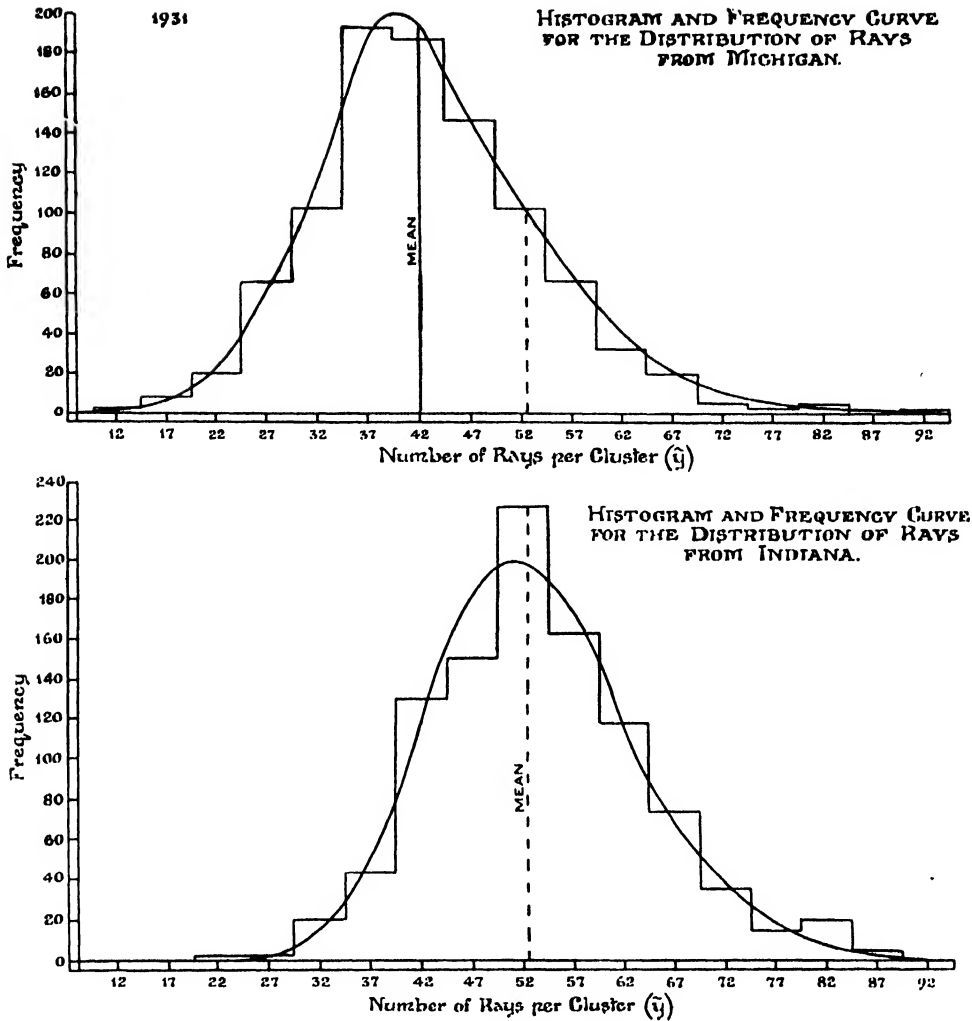 1931
HISTOGRAM AND FREQUENCY CURVE
FOR THE DISTRIBUTION OF RAYS
FROM MICHIGAN.
200
180
160
140
120
100
80
60
40
20
0
Frequency
MEAN
12 17 22 27 32 37 42 47 52 57 62 67 72 77 82 87 92
Number of Rays per Cluster (ỹ)
HISTOGRAM AND FREQUENCY CURVE
FOR THE DISTRIBUTION OF RAYS
FROM INDIANA.
240
220
200
180
160
140
120
100
80
60
40
20
0
Frequency
MEAN
12 17 22 27 32 37 42 47 52 57 62 67 72 77 82 87 92
Number of Rays per Cluster (ỹ)